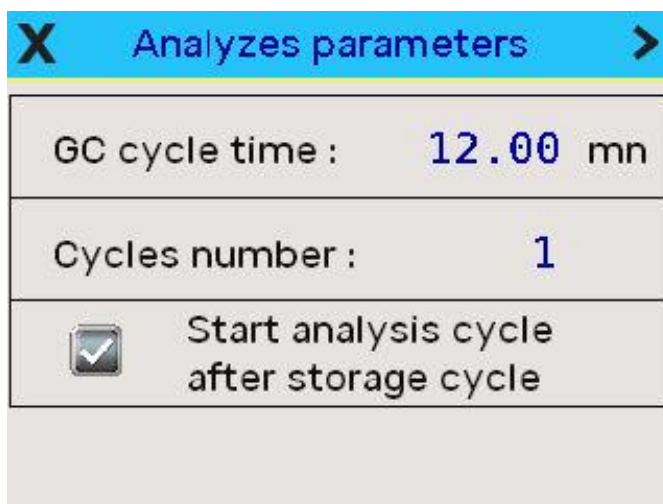 X Analyzes parameters >
GC cycle time : 12.00 mn
Cycles number : 1
Start analysis cycle
after storage cycle